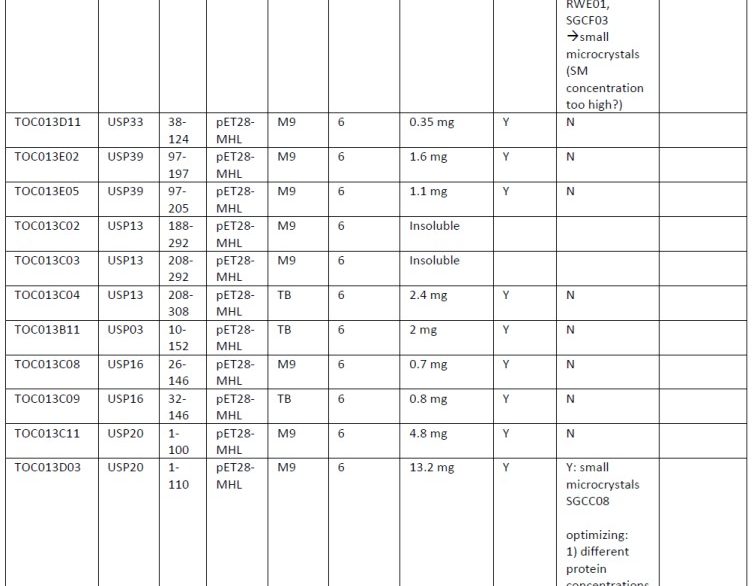 RWE01,
SGCF03
→small
microcrystals
(SM
concentration
too high?)
TOC013D11 USP33 38- pET28- M9 6 0.35 mg Y N
124 MHL
TOC013E02 USP39 97- pET28- M9 6 1.6 mg Y N
197 MHL
TOC013E05 USP39 97- pET28- M9 6 1.1 mg Y N
205 MHL
TOC013C02 USP13 188- pET28- M9 6 Insoluble
292 MHL
TOC013C03 USP13 208- pET28- M9 6 Insoluble
292 MHL
TOC013C04 USP13 208- pET28- TB 6 2.4 mg Y N
308 MHL
TOC013B11 USP03 10- pET28- TB 6 2 mg Y N
152 MHL
TOC013C08 USP16 26- pET28- M9 6 0.7 mg Y N
146 MHL
TOC013C09 USP16 32- pET28- TB 6 0.8 mg Y N
146 MHL
TOC013C11 USP20 1- pET28- M9 6 4.8 mg Y N
100 MHL
TOC013D03 USP20 1- pET28- M9 6 13.2 mg Y Y: small
110 MHL microcrystals
SGCC08
optimizing:
1) different
protein
concentrations